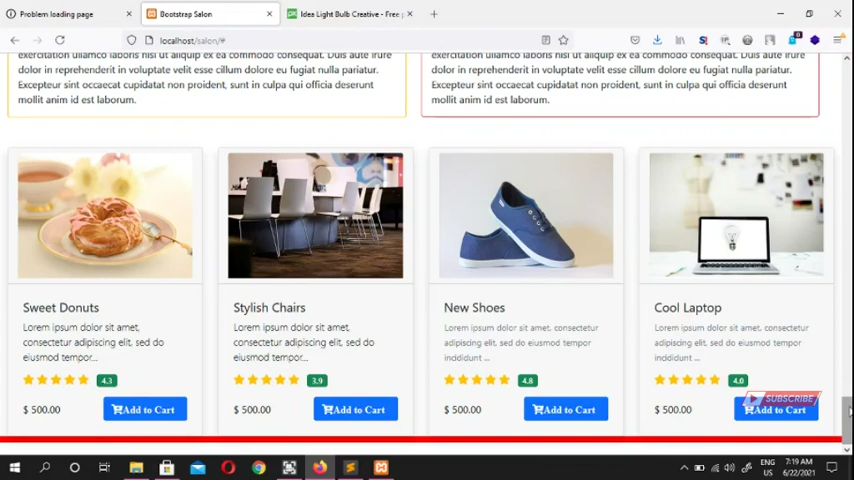 Problem loading page
Bootstrap Salon
Idea Light Bulb Creative - Free
localhost/salon/#
exercitation ullamco laboris nisi ut aliquip ex ea commodo consequat. Duis aute irure
dolor in reprehenderit in voluptate velit esse cillum dolore eu fugiat nulla pariatur.
Excepteur sint occaecat cupidatat non proident, sunt in culpa qui officia deserunt
mollit anim id est laborum.
exercitation ullamco laboris nisi ut aliquip ex ea commodo consequat. Duis aute irure
dolor in reprehenderit in voluptate velit esse cillum dolore eu fugiat nulla pariatur.
Excepteur sint occaecat cupidatat non proident, sunt in culpa qui officia deserunt
mollit anim id est laborum.
Sweet Donuts
Lorem ipsum dolor sit amet,
consectetur adipiscing elit, sed do
eiusmod tempor...
4.3
$ 500.00
Add to Cart
Stylish Chairs
Lorem ipsum dolor sit amet,
consectetur adipiscing elit, sed do
eiusmod tempor...
3.9
$ 500.00
Add to Cart
New Shoes
Lorem ipsum dolor sit amet, consectetur
adipiscing elit, sed do eiusmod tempor
incididunt ...
4.8
$ 500.00
Add to Cart
Cool Laptop
Lorem ipsum dolor sit amet, consectetur
adipiscing elit, sed do eiusmod tempor
incididunt ...
4.0
$ 500.00
Add to Cart
SUBSCRIBE
ENG
US
7:19 AM
6/22/2021